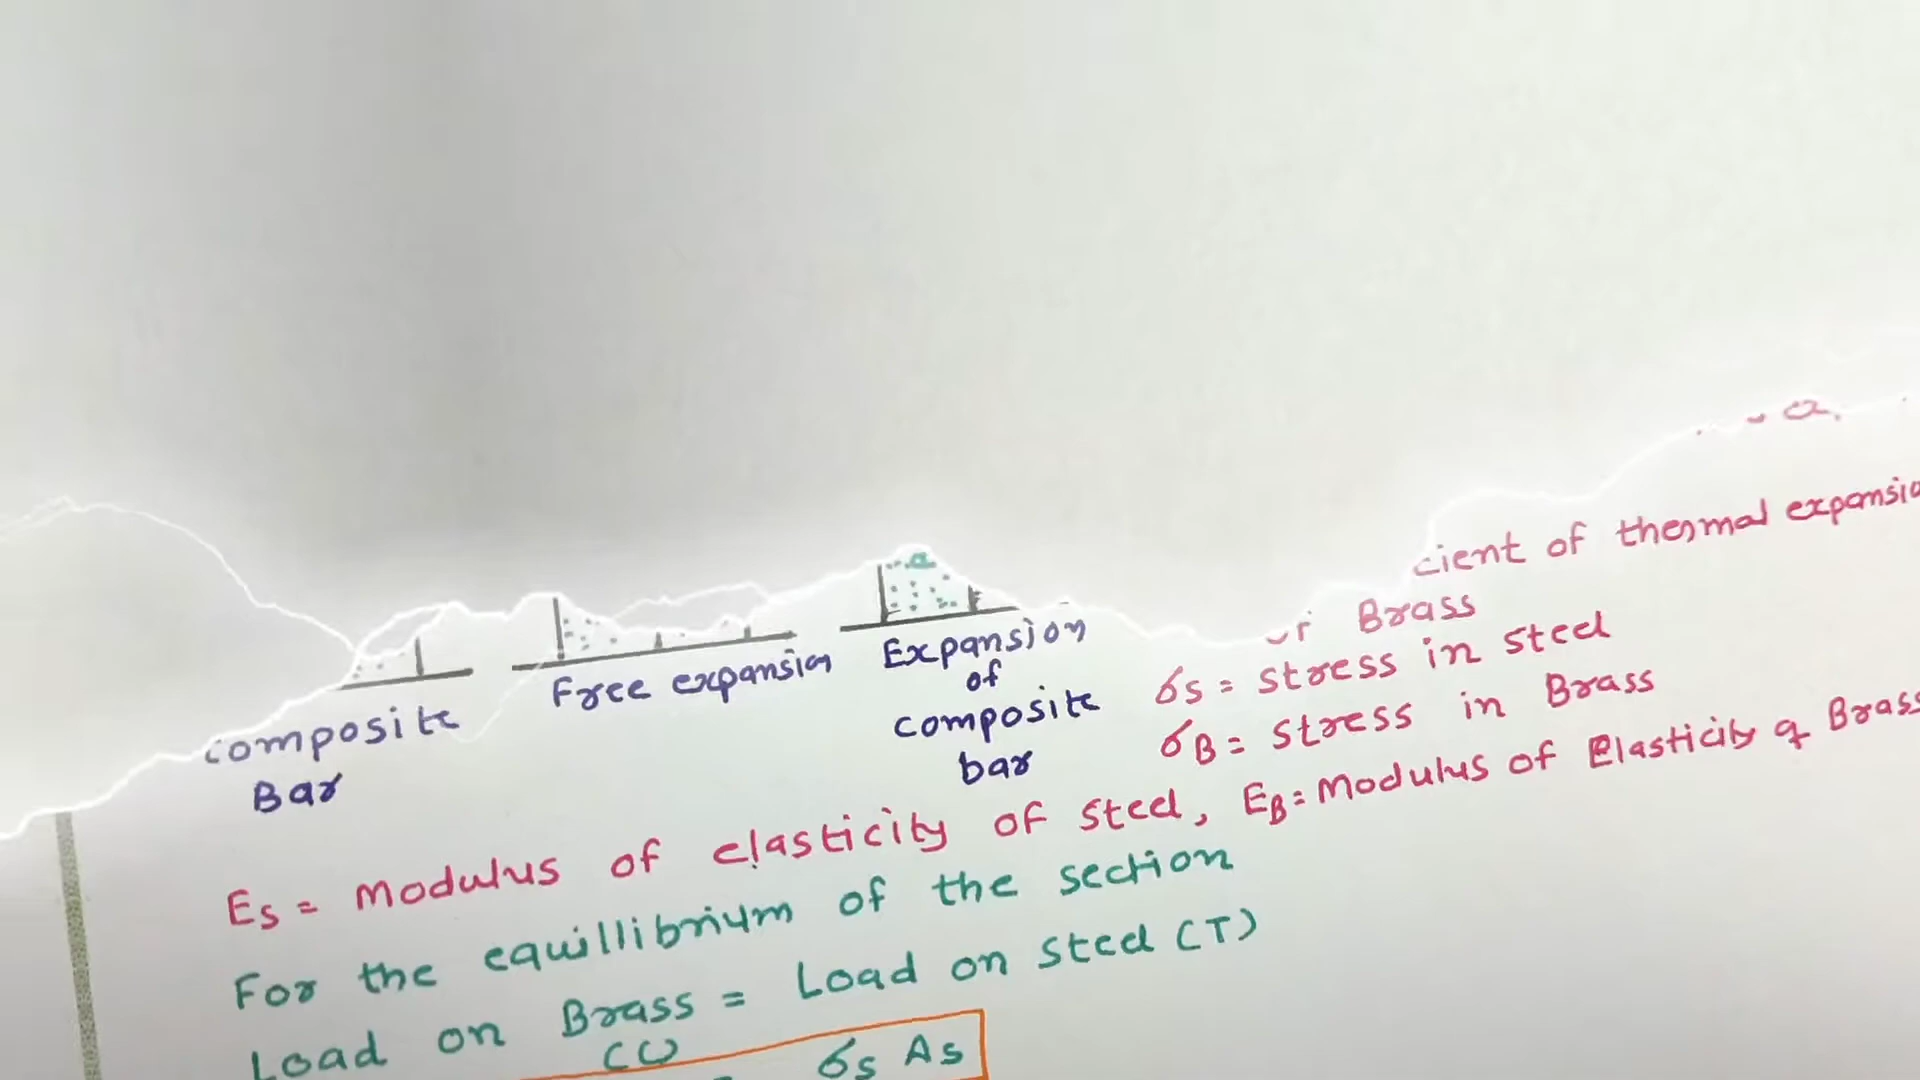 cient of thermal expansio
Brass
σs = stress in steel
σB = stress in Brass
composite
Bar
Free expansion
Expansion
of
composite
bar
Es = Modulus of elasticity of steel, EB = Modulus of Elasticity of Brass
For the equillibrium of the section
Load on Brass = Load on steel (T)
σs As